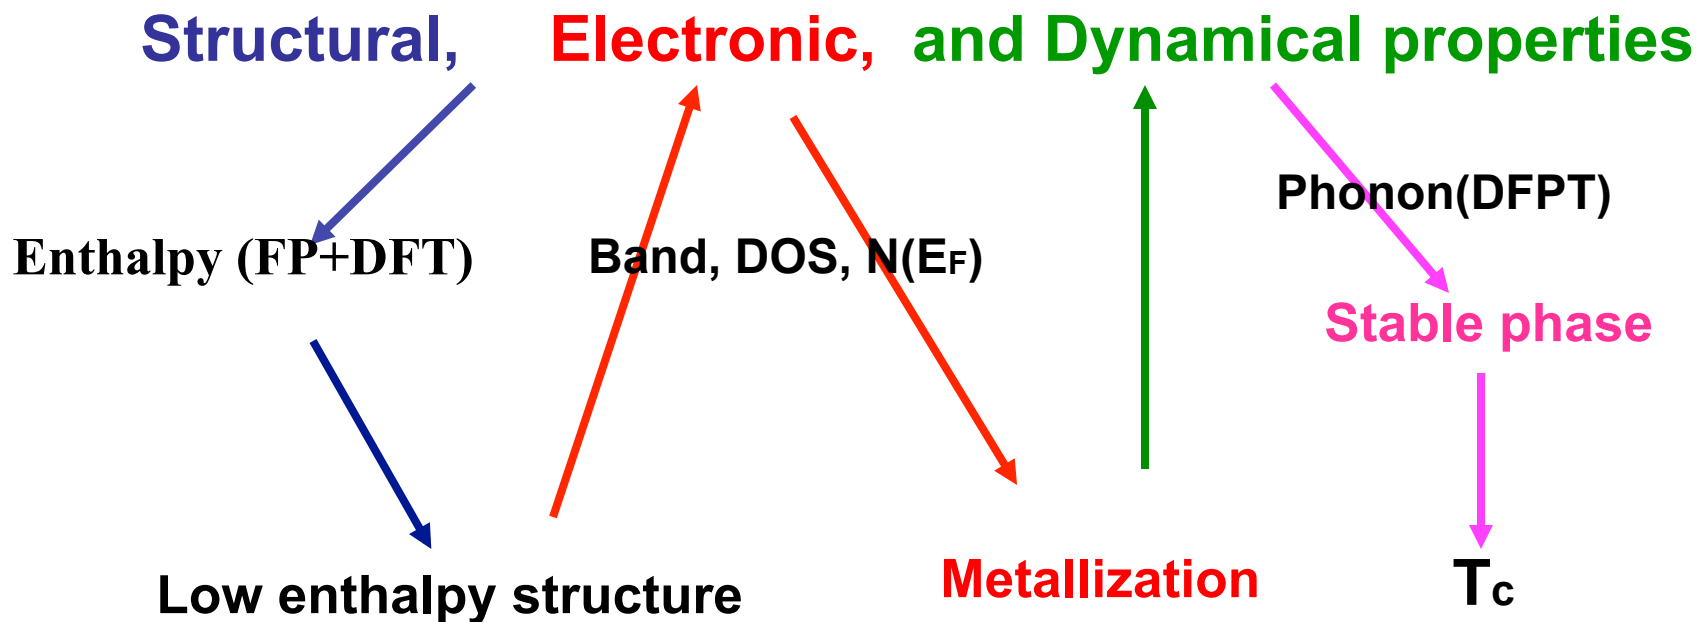 Structural, Electronic, and Dynamical properties
Phonon(DFPT)
Enthalpy (FP+DFT)
Band, DOS, N(EF)
Stable phase
Low enthalpy structure
Metallization
Tc